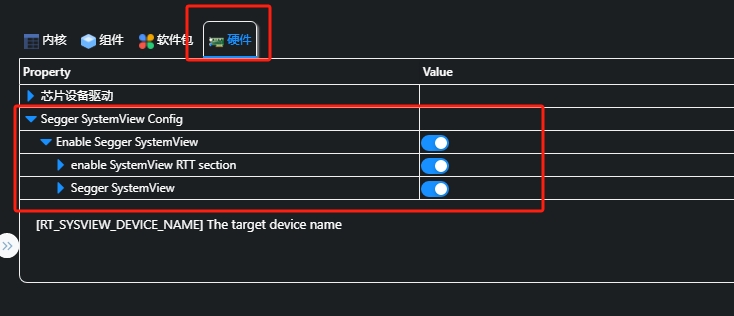 内核 组件 软件包 硬件
Property Value
芯片设备驱动
Segger SystemView Config
Enable Segger SystemView
enable SystemView RTT section
Segger SystemView
[RT_SYSVIEW_DEVICE_NAME] The target device name